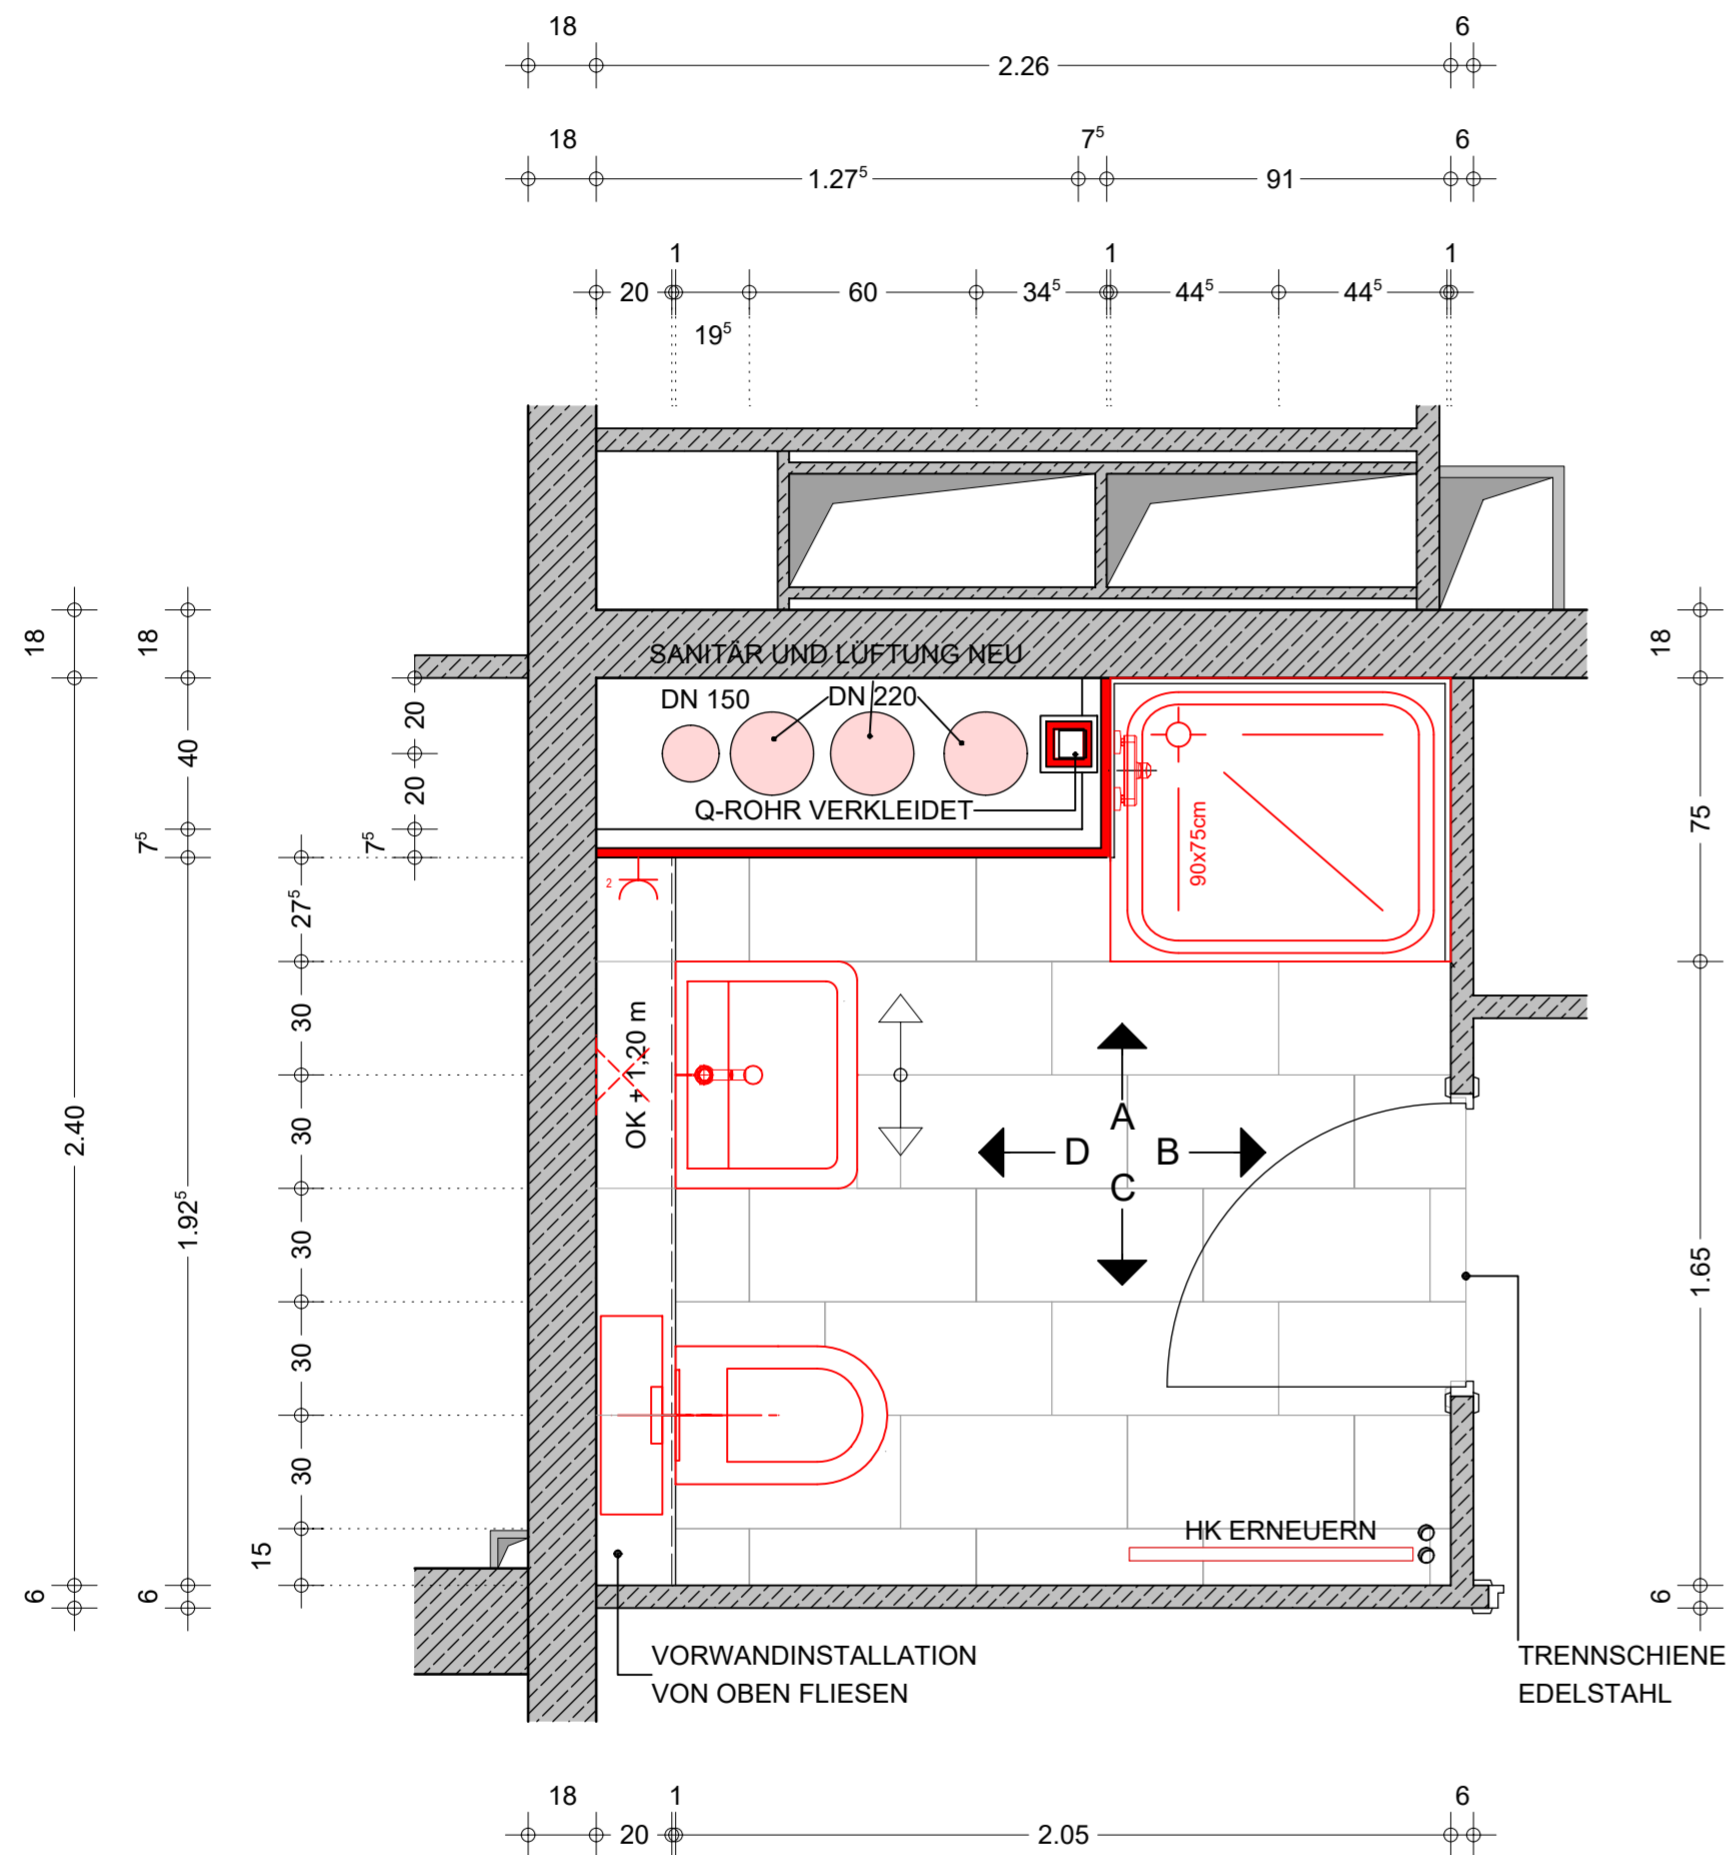 18 6
2.26
18 7⁵ 6
1.27⁵ 91
1 1 1
20 60 34⁵ 44⁵ 44⁵
19⁵
SANITÄR UND LÜFTUNG NEU
DN 150 DN 220
Q-ROHR VERKLEIDET
90x75cm
2
OK + 1,20 m
A
D B
C
HK ERNEUERN
VORWANDINSTALLATION
VON OBEN FLIESEN
TRENNSCHIENE
EDELSTAHL
18
2.40
6
18
40
7⁵
1.92⁵
6
20
20
7⁵
27⁵
30
30
30
30
30
15
18
75
1.65
6
18 1 6
20 2.05